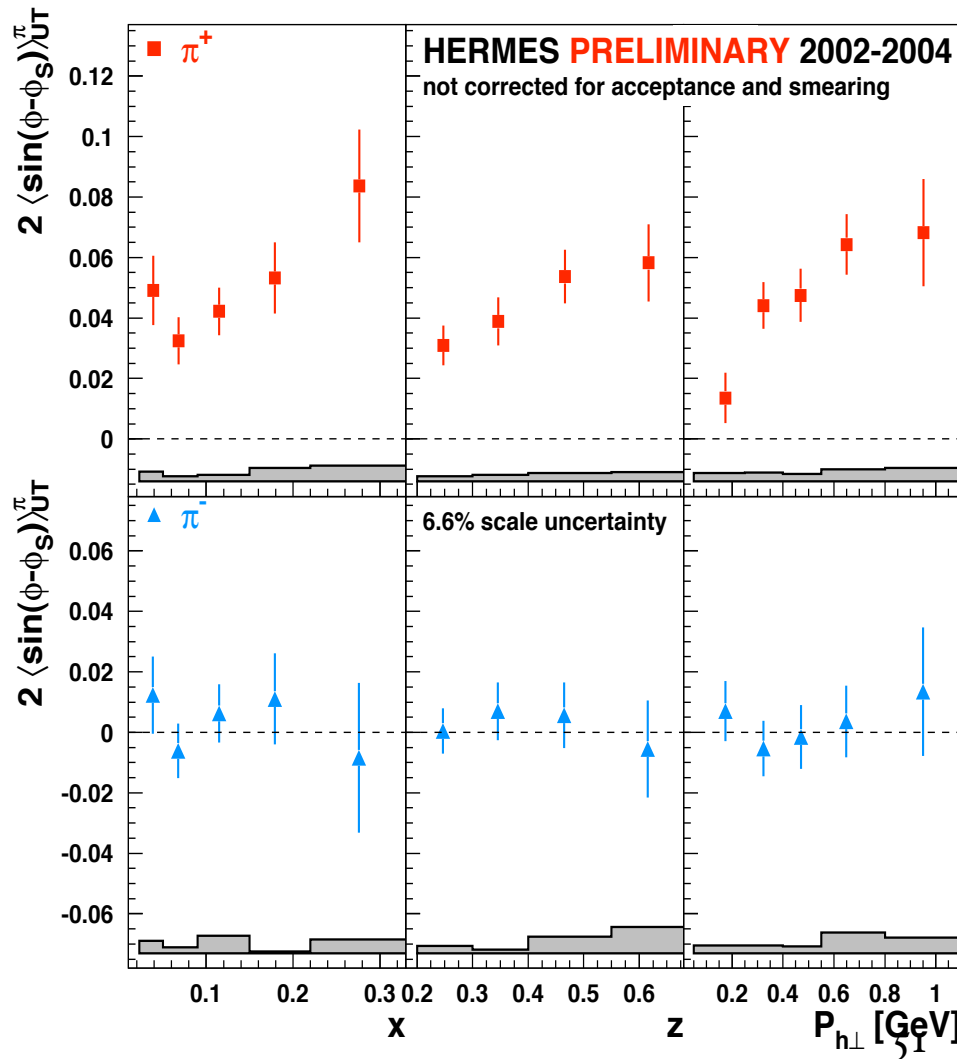 2 ⟨sin(ϕ-ϕS)⟩πUT
π+
HERMES PRELIMINARY 2002-2004
not corrected for acceptance and smearing
0.12
0.1
0.08
0.06
0.04
0.02
0
2 ⟨sin(ϕ-ϕS)⟩πUT
π-
6.6% scale uncertainty
0.06
0.04
0.02
0
-0.02
-0.04
-0.06
0.1 0.2 0.3 0.2 0.3 0.4 0.5 0.6 0.2 0.4 0.6 0.8 1
x z Ph⊥ [GeV]
51